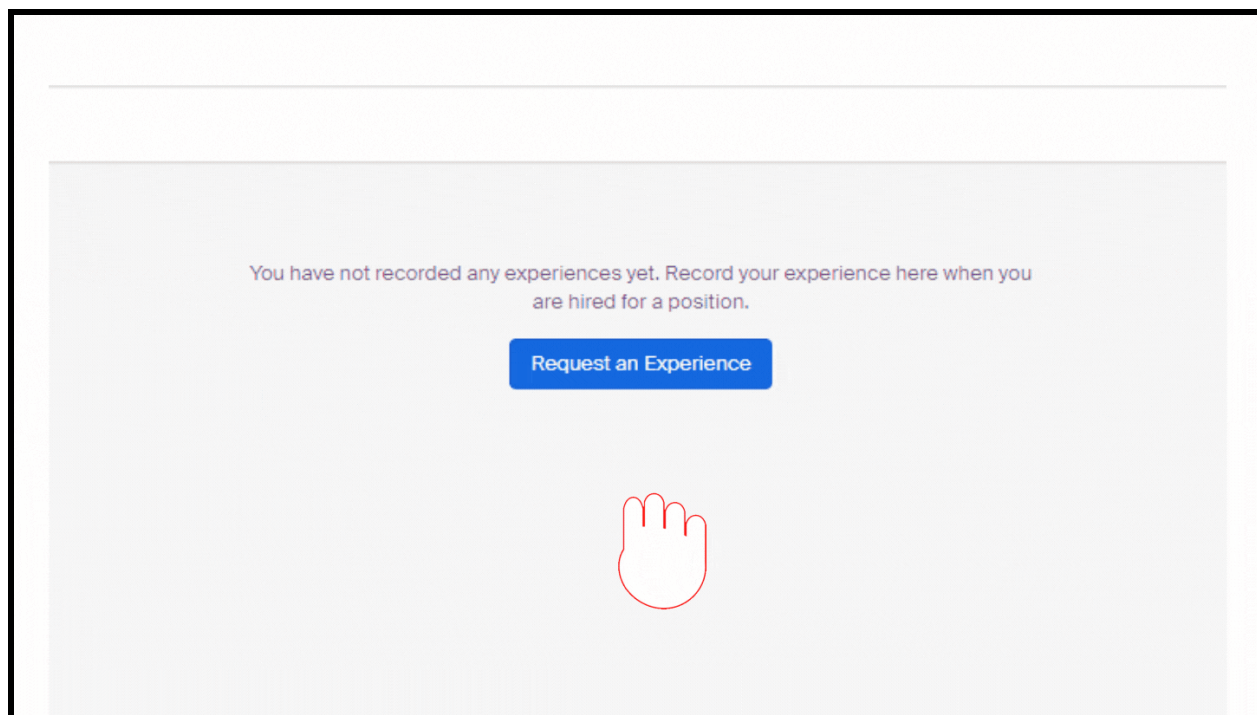 You have not recorded any experiences yet. Record your experience here when you
are hired for a position.
Request an Experience